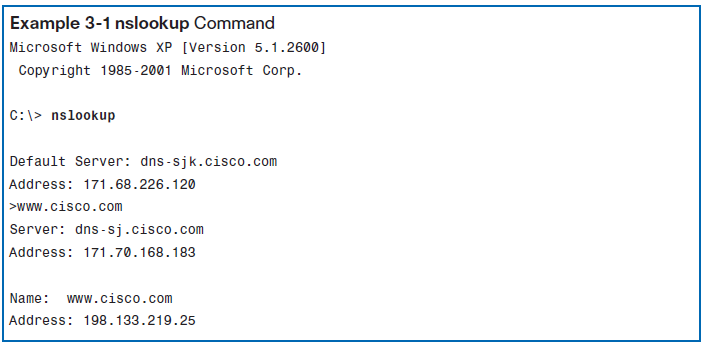 Example 3-1 nslookup Command
Microsoft Windows XP [Version 5.1.2600]
Copyright 1985-2001 Microsoft Corp.
C:\> nslookup
Default Server: dns-sjk.cisco.com
Address: 171.68.226.120
>www.cisco.com
Server: dns-sj.cisco.com
Address: 171.70.168.183
Name: www.cisco.com
Address: 198.133.219.25